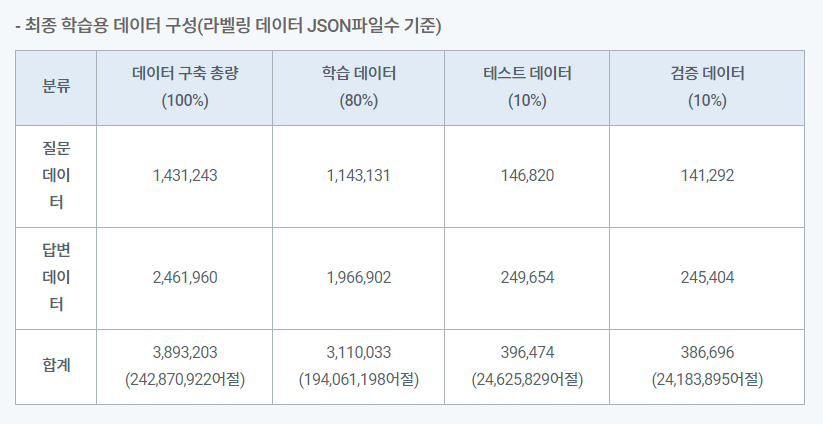 - 최종 학습용 데이터 구성(라벨링 데이터 JSON파일수 기준)
분류
데이터 구축 총량
(100%)
학습 데이터
(80%)
테스트 데이터
(10%)
검증 데이터
(10%)
질문
데이
터
1,431,243
1,143,131
146,820
141,292
답변
데이
터
2,461,960
1,966,902
249,654
245,404
합계
3,893,203
(242,870,922어절)
3,110,033
(194,061,198어절)
396,474
(24,625,829어절)
386,696
(24,183,895어절)